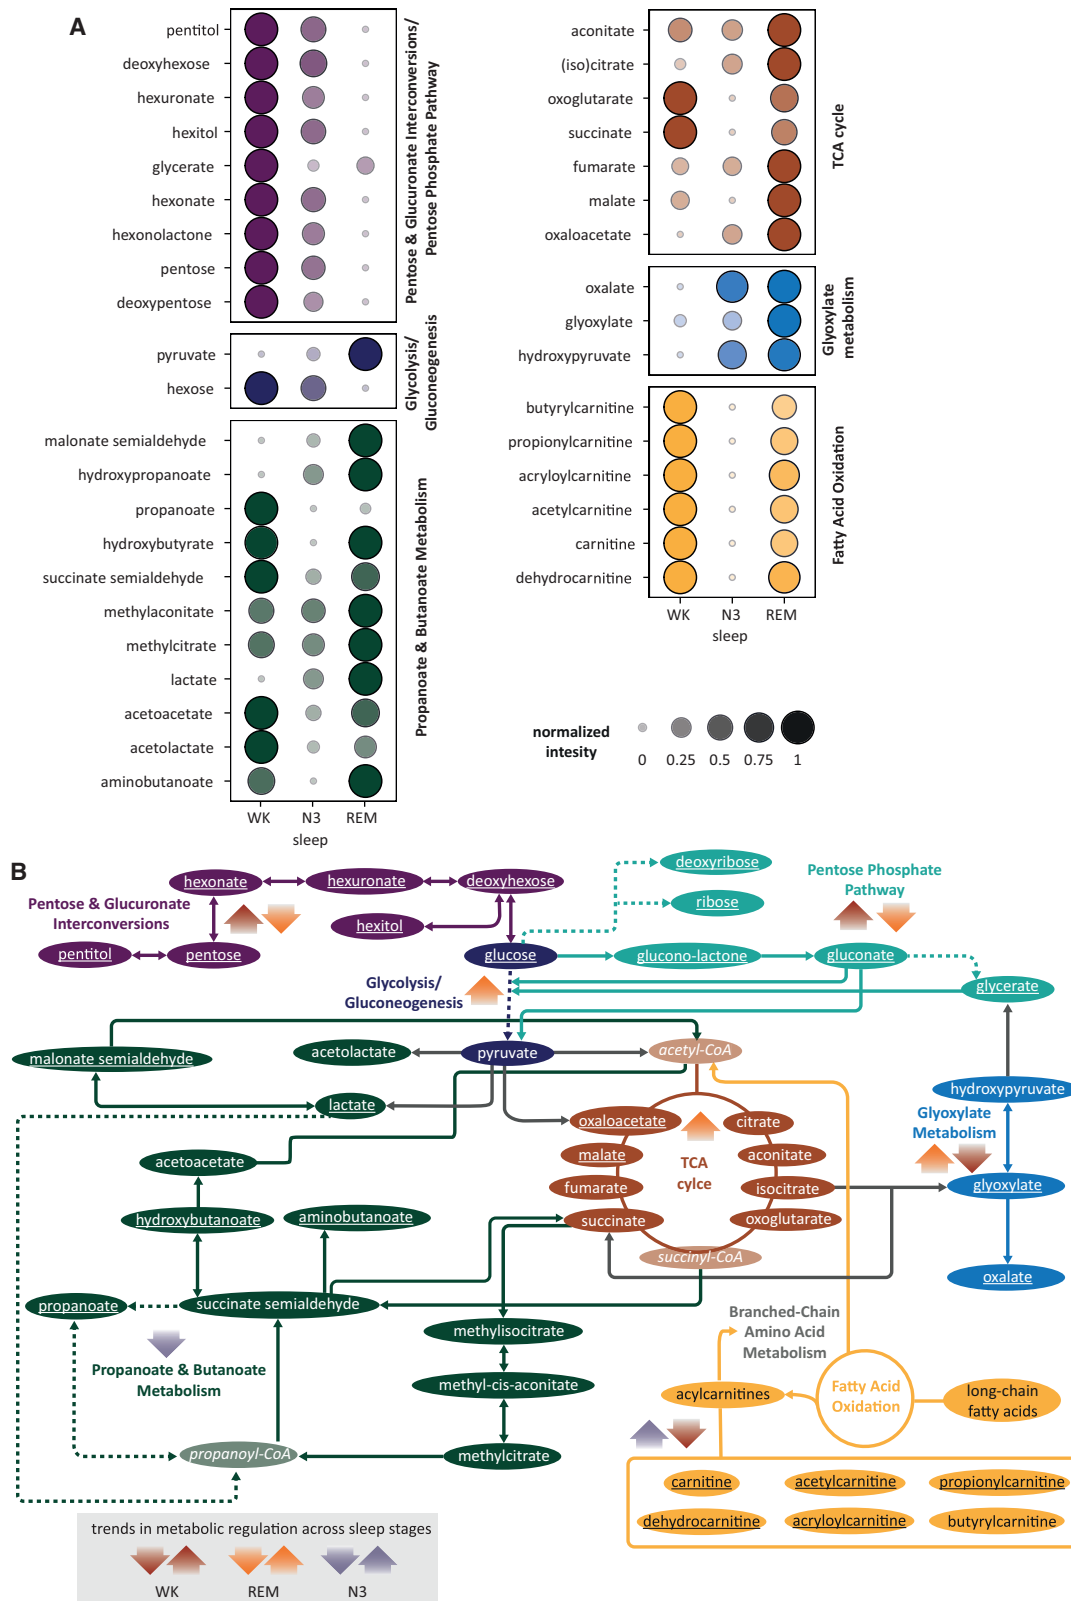 A
pentitol
deoxyhexose
hexuronate
hexitol
glycerate
hexonate
hexonolactone
pentose
deoxypentose
Pentose & Glucuronate Interconversions/
Pentose Phosphate Pathway
pyruvate
hexose
Glycolysis/
Gluconeogenesis
malonate semialdehyde
hydroxypropanoate
propanoate
hydroxybutyrate
succinate semialdehyde
methylaconitate
methylcitrate
lactate
acetoacetate
acetolactate
aminobutanoate
Propanoate & Butanoate Metabolism
WK N3 REM
sleep
aconitate
(iso)citrate
oxoglutarate
succinate
fumarate
malate
oxaloacetate
TCA cycle
oxalate
glyoxylate
hydroxypyruvate
Glyoxylate
metabolism
butyrylcarnitine
propionylcarnitine
acryloylcarnitine
acetylcarnitine
carnitine
dehydrocarnitine
Fatty Acid Oxidation
WK N3 REM
sleep
normalized
intesity
0 0.25 0.5 0.75 1
B
hexonate
hexuronate
deoxyhexose
deoxyribose
Pentose Phosphate
Pathway
Pentose & Glucuronate
Interconversions
hexitol
ribose
pentitol
pentose
glucose
glucono-lactone
gluconate
glycerate
Glycolysis/
Gluconeogenesis
malonate semialdehyde
acetolactate
pyruvate
acetyl-CoA
hydroxypyruvate
lactate
oxaloacetate
citrate
Glyoxylate
Metabolism
malate
TCA
cylce
aconitate
acetoacetate
fumarate
isocitrate
glyoxylate
hydroxybutanoate
aminobutanoate
succinate
oxoglutarate
succinyl-CoA
oxalate
propanoate
succinate semialdehyde
Branched-Chain
Amino Acid
Metabolism
methylisocitrate
Propanoate & Butanoate
Metabolism
methyl-cis-aconitate
acylcarnitines
Fatty Acid
Oxidation
long-chain
fatty acids
propanoyl-CoA
methylcitrate
carnitine
acetylcarnitine
propionylcarnitine
dehydrocarnitine
acryloylcarnitine
butyrylcarnitine
trends in metabolic regulation across sleep stages
WK REM N3